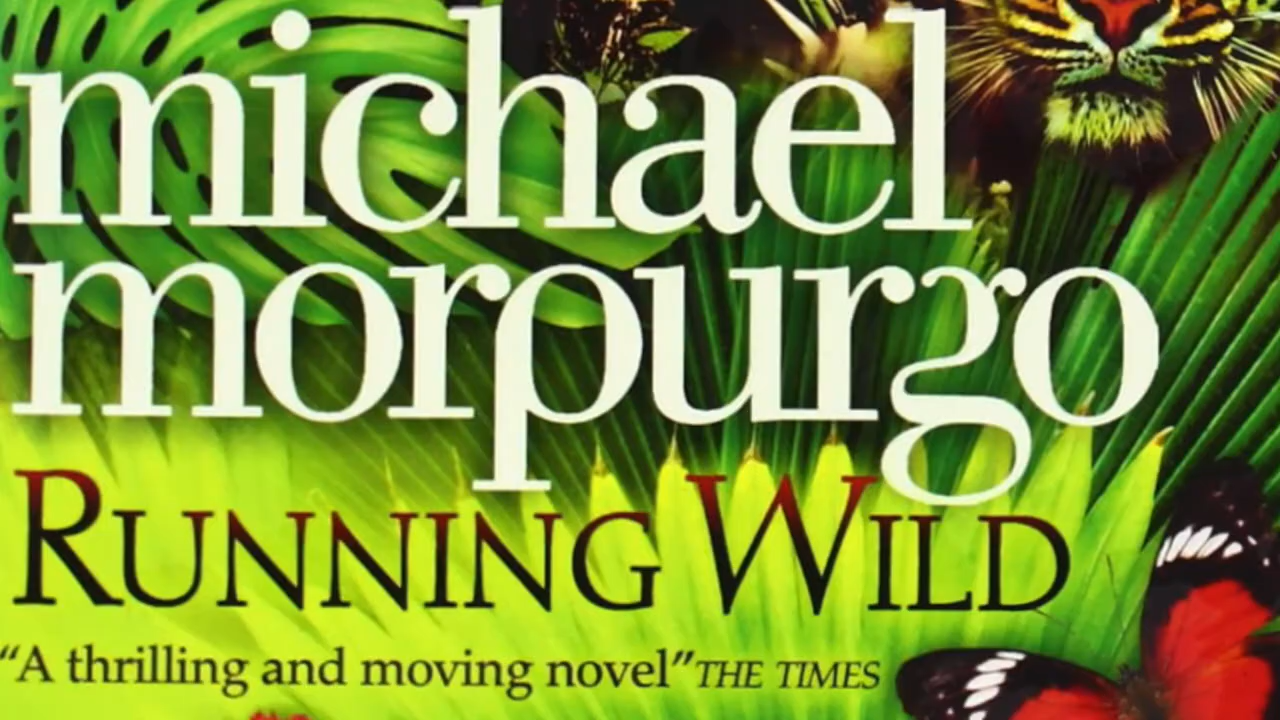 michael
morpurgo
RUNNING WILD
“A thrilling and moving novel” THE TIMES